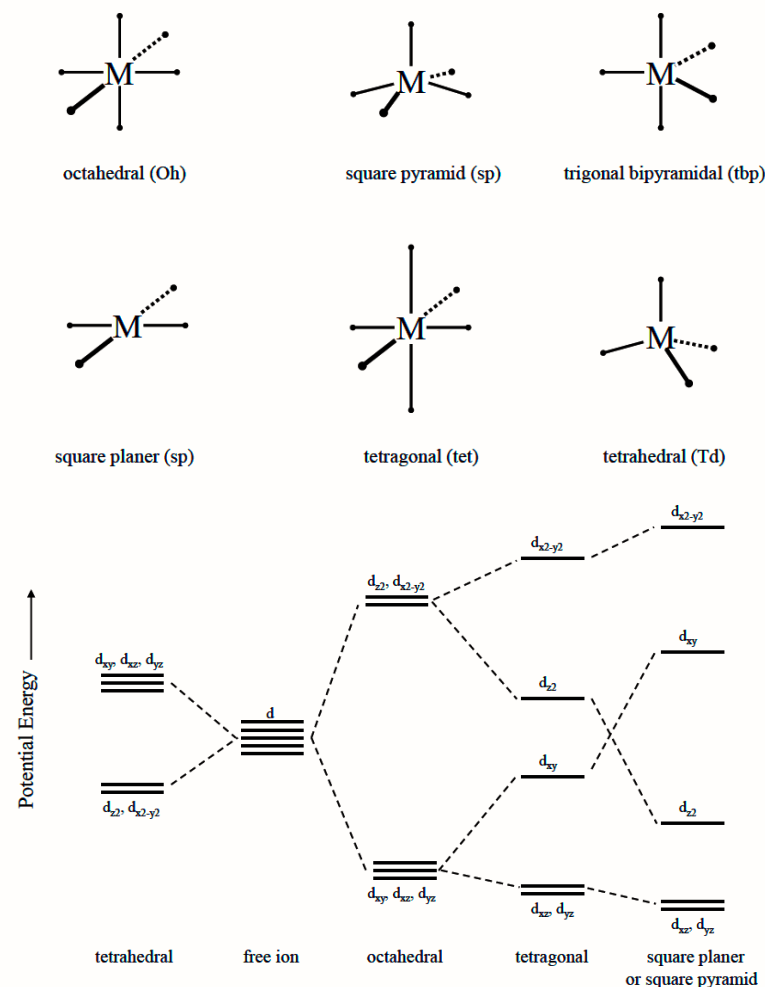 M
M
M
octahedral (Oh)
square pyramid (sp)
trigonal bipyramidal (tbp)
M
M
M
square planer (sp)
tetragonal (tet)
tetrahedral (Td)
Potential Energy
dx2-y2
dx2-y2
dz2, dx2-y2
dxy
dxy, dxz, dyz
dz2
d
dxy
dz2, dx2-y2
dz2
dxy, dxz, dyz
dxz, dyz
dxz, dyz
tetrahedral
free ion
octahedral
tetragonal
square planer
or square pyramid